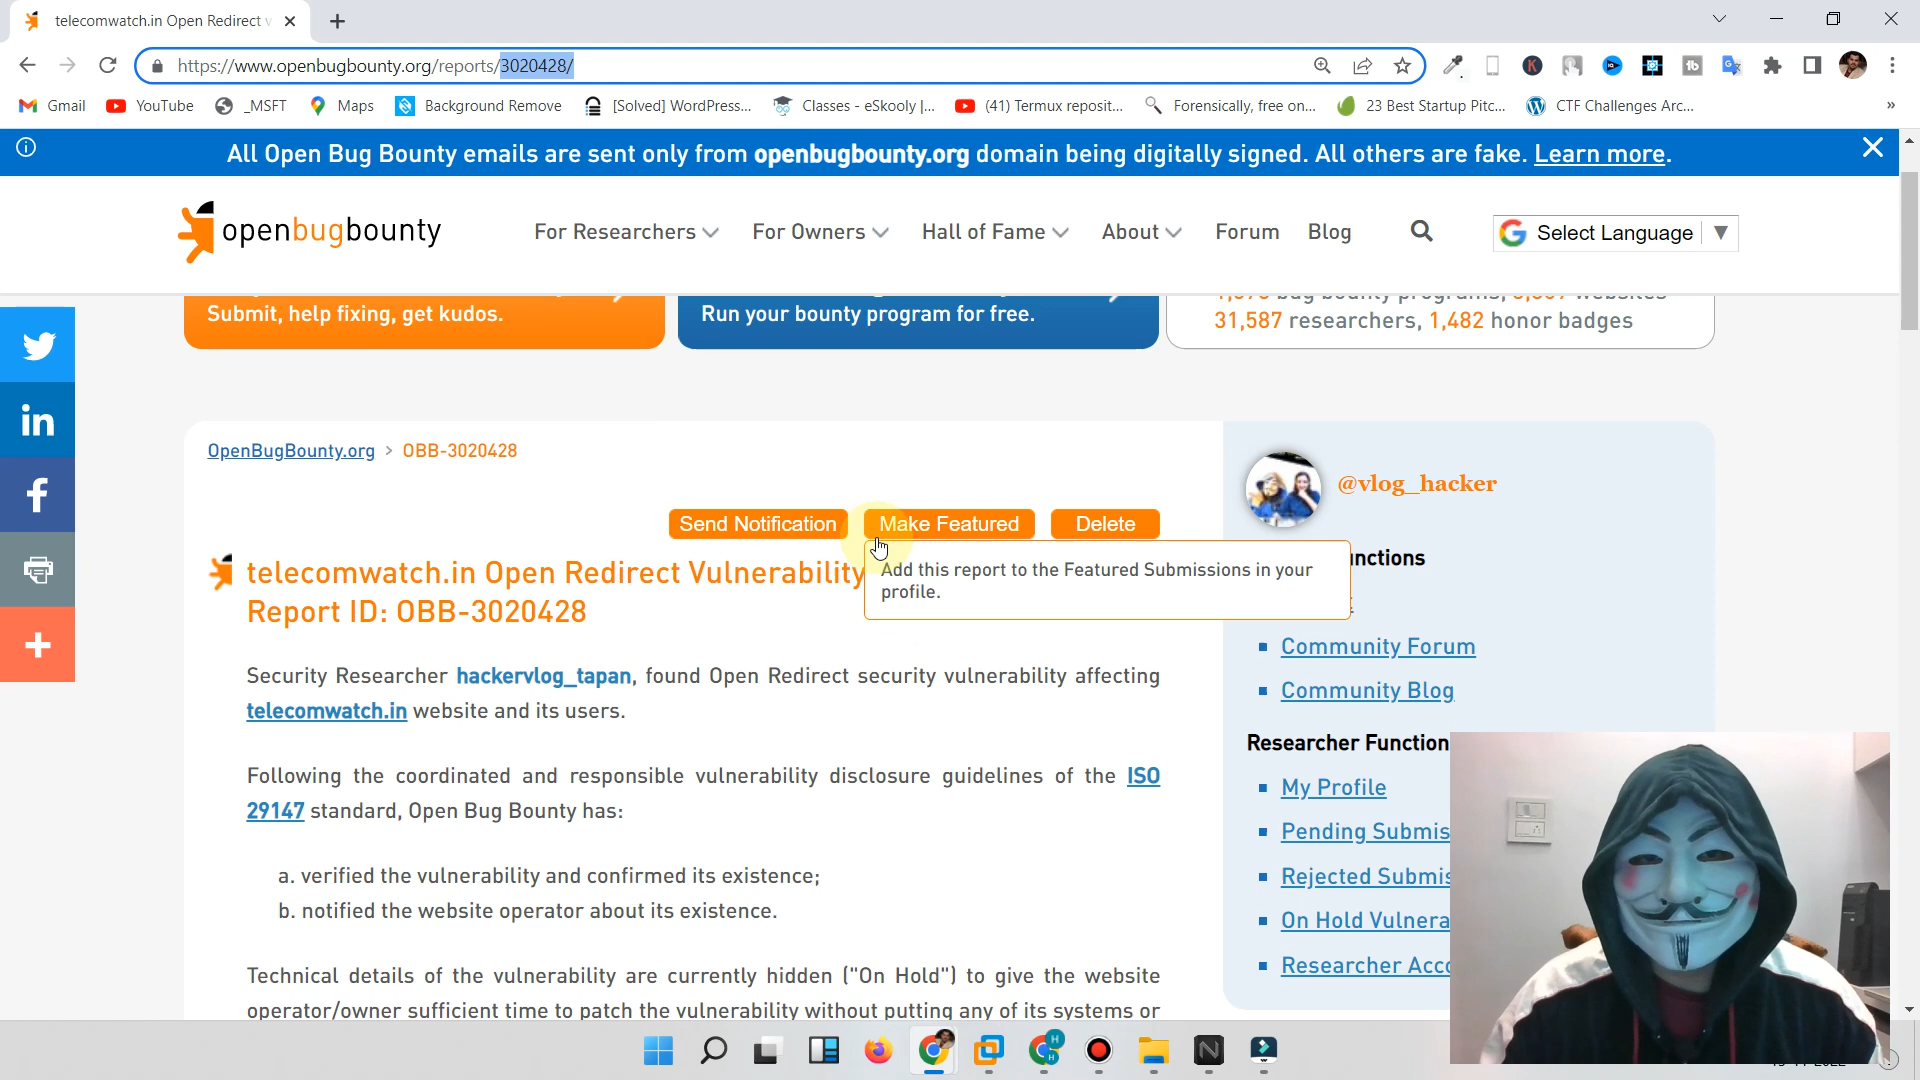 telecomwatch.in Open Redirect
https://www.openbugbounty.org/reports/3020428/
Gmail
YouTube
_MSFT
Maps
Background Remove
[Solved] WordPress...
Classes - eSkooly |...
(41) Termux reposit...
Forensically, free on...
23 Best Startup Pitc...
CTF Challenges Arc...
»
All Open Bug Bounty emails are sent only from openbugbounty.org domain being digitally signed. All others are fake. Learn more.
openbugbounty
For Researchers
For Owners
Hall of Fame
About
Forum
Blog
Select Language
Submit, help fixing, get kudos.
Run your bounty program for free.
31,587 researchers, 1,482 honor badges
OpenBugBounty.org > OBB-3020428
@vlog_hacker
Send Notification
Make Featured
Delete
telecomwatch.in Open Redirect Vulnerability
Report ID: OBB-3020428
Add this report to the Featured Submissions in your
profile.
Community Forum
Community Blog
Security Researcher hackervlog_tapan, found Open Redirect security vulnerability affecting
telecomwatch.in website and its users.
Following the coordinated and responsible vulnerability disclosure guidelines of the ISO
29147 standard, Open Bug Bounty has:
a. verified the vulnerability and confirmed its existence;
b. notified the website operator about its existence.
Technical details of the vulnerability are currently hidden ("On Hold") to give the website
operator/owner sufficient time to patch the vulnerability without putting any of its systems or
Researcher Function
My Profile
Pending Submis
Rejected Submis
On Hold Vulnera
Researcher Acco